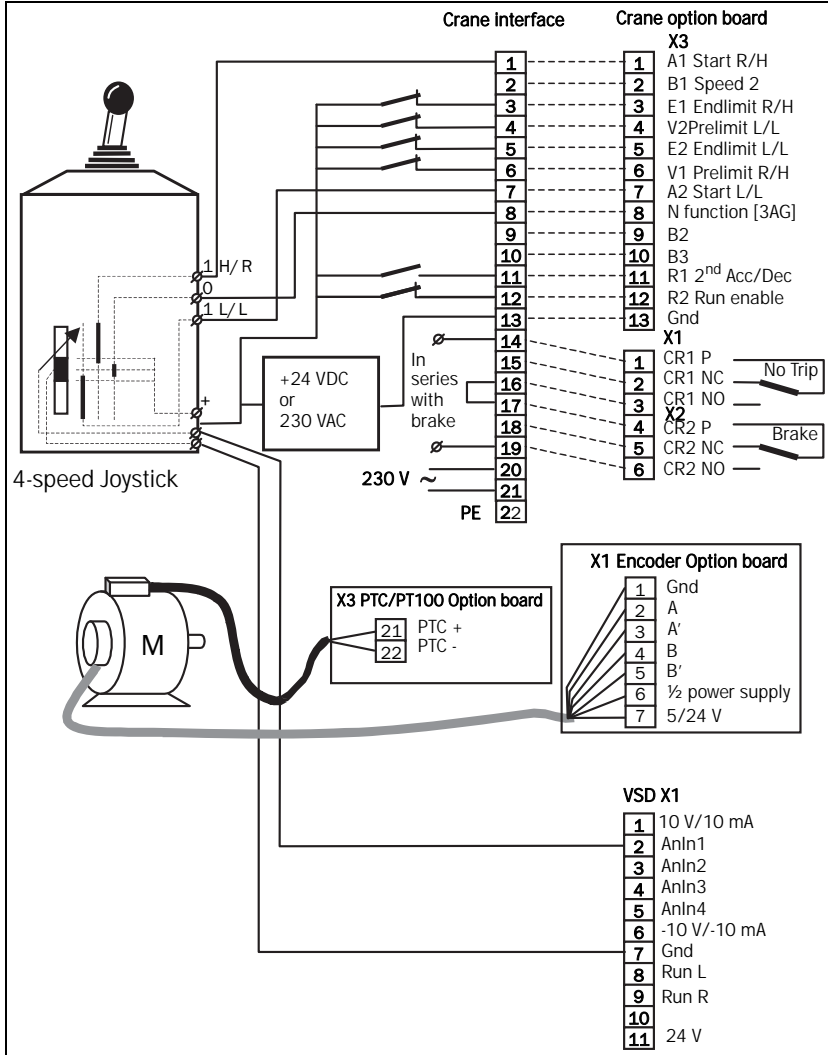 Crane interface Crane option board
X3
1 1 A1 Start R/H
2 2 B1 Speed 2
3 3 E1 Endlimit R/H
4 4 V2Prelimit L/L
5 5 E2 Endlimit L/L
6 6 V1 Prelimit R/H
7 7 A2 Start L/L
8 8 N function [3AG]
9 9 B2
10 10 B3
11 11 R1 2nd Acc/Dec
12 12 R2 Run enable
13 13 Gnd
14
15
16
17
18
19
20
21
22
PE
230 V ~
In
series
with
brake
X1
1 CR1 P
2 CR1 NC
3 CR1 NO
No Trip
X2
4 CR2 P
5 CR2 NC
6 CR2 NO
Brake
1 H/R
0
1 L/L
+
+24 VDC
or
230 VAC
4-speed Joystick
M
X3 PTC/PT100 Option board
21 PTC +
22 PTC -
X1 Encoder Option board
1 Gnd
2 A
3 A'
4 B
5 B'
6 ½ power supply
7 5/24 V
VSD X1
1 10 V/10 mA
2 AnIn1
3 AnIn2
4 AnIn3
5 AnIn4
6 -10 V/-10 mA
7 Gnd
8 Run L
9 Run R
10
11 24 V